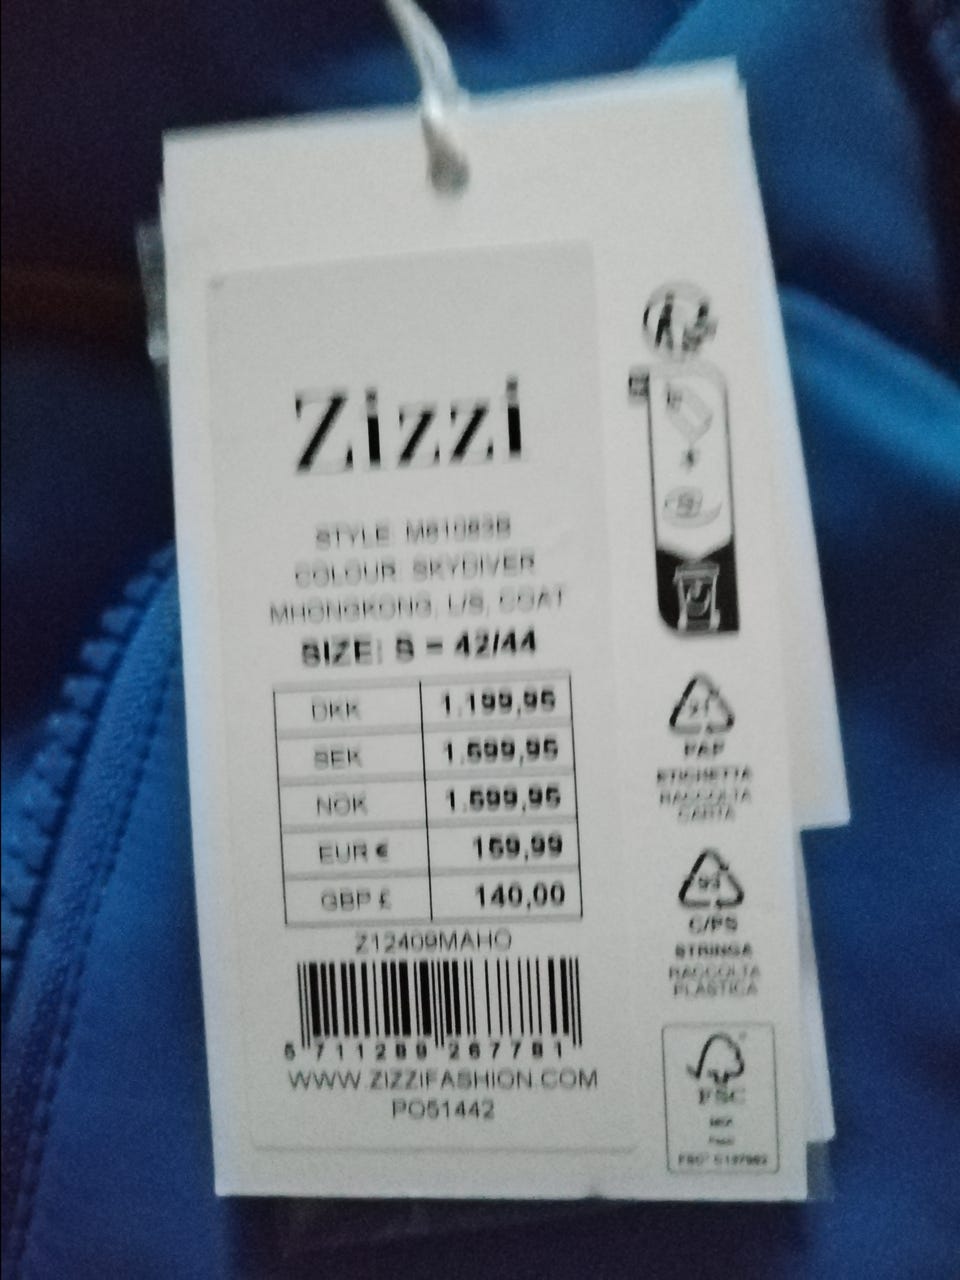 Zizzi
STYLE: M61083B
COLOUR: SKYDIVER
MHONGKONG, L/S, COAT
SIZE: S = 42/44
DKK 1.199,95
SEK 1.599,95
NOK 1.599,95
EUR € 159,99
GBP £ 140,00
Z12409MAHO
5 711289 267781
WWW.ZIZZIFASHION.COM
PO51442
PAP
ETICHETTA
RACCOLTA
CARTA
C/PS
STRINGA
RACCOLTA
PLASTICA
FSC
MIX